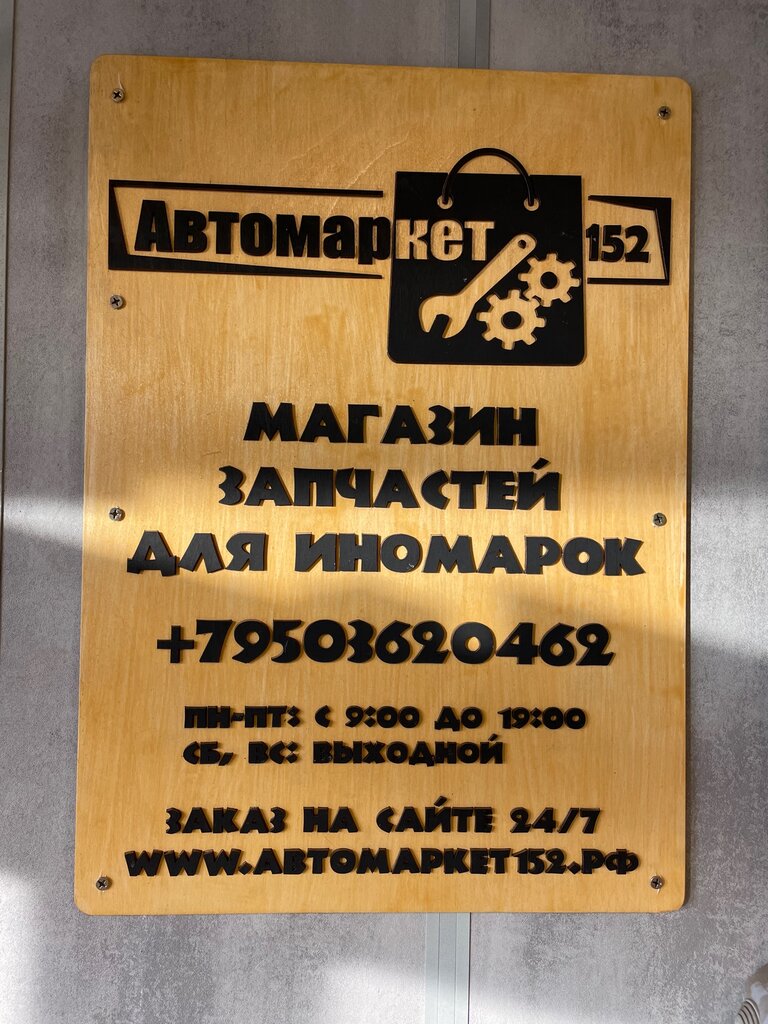 Автомаркет 152
МАГАЗИН
ЗАПЧАСТЕЙ
ДЛЯ ИНОМАРОК
+79503620462
ПН-ПТ: С 9:00 ДО 19:00
СБ, ВС: ВЫХОДНОЙ
ЗАКАЗ НА САЙТЕ 24/7
WWW.АВТОМАРКЕТ152.РФ